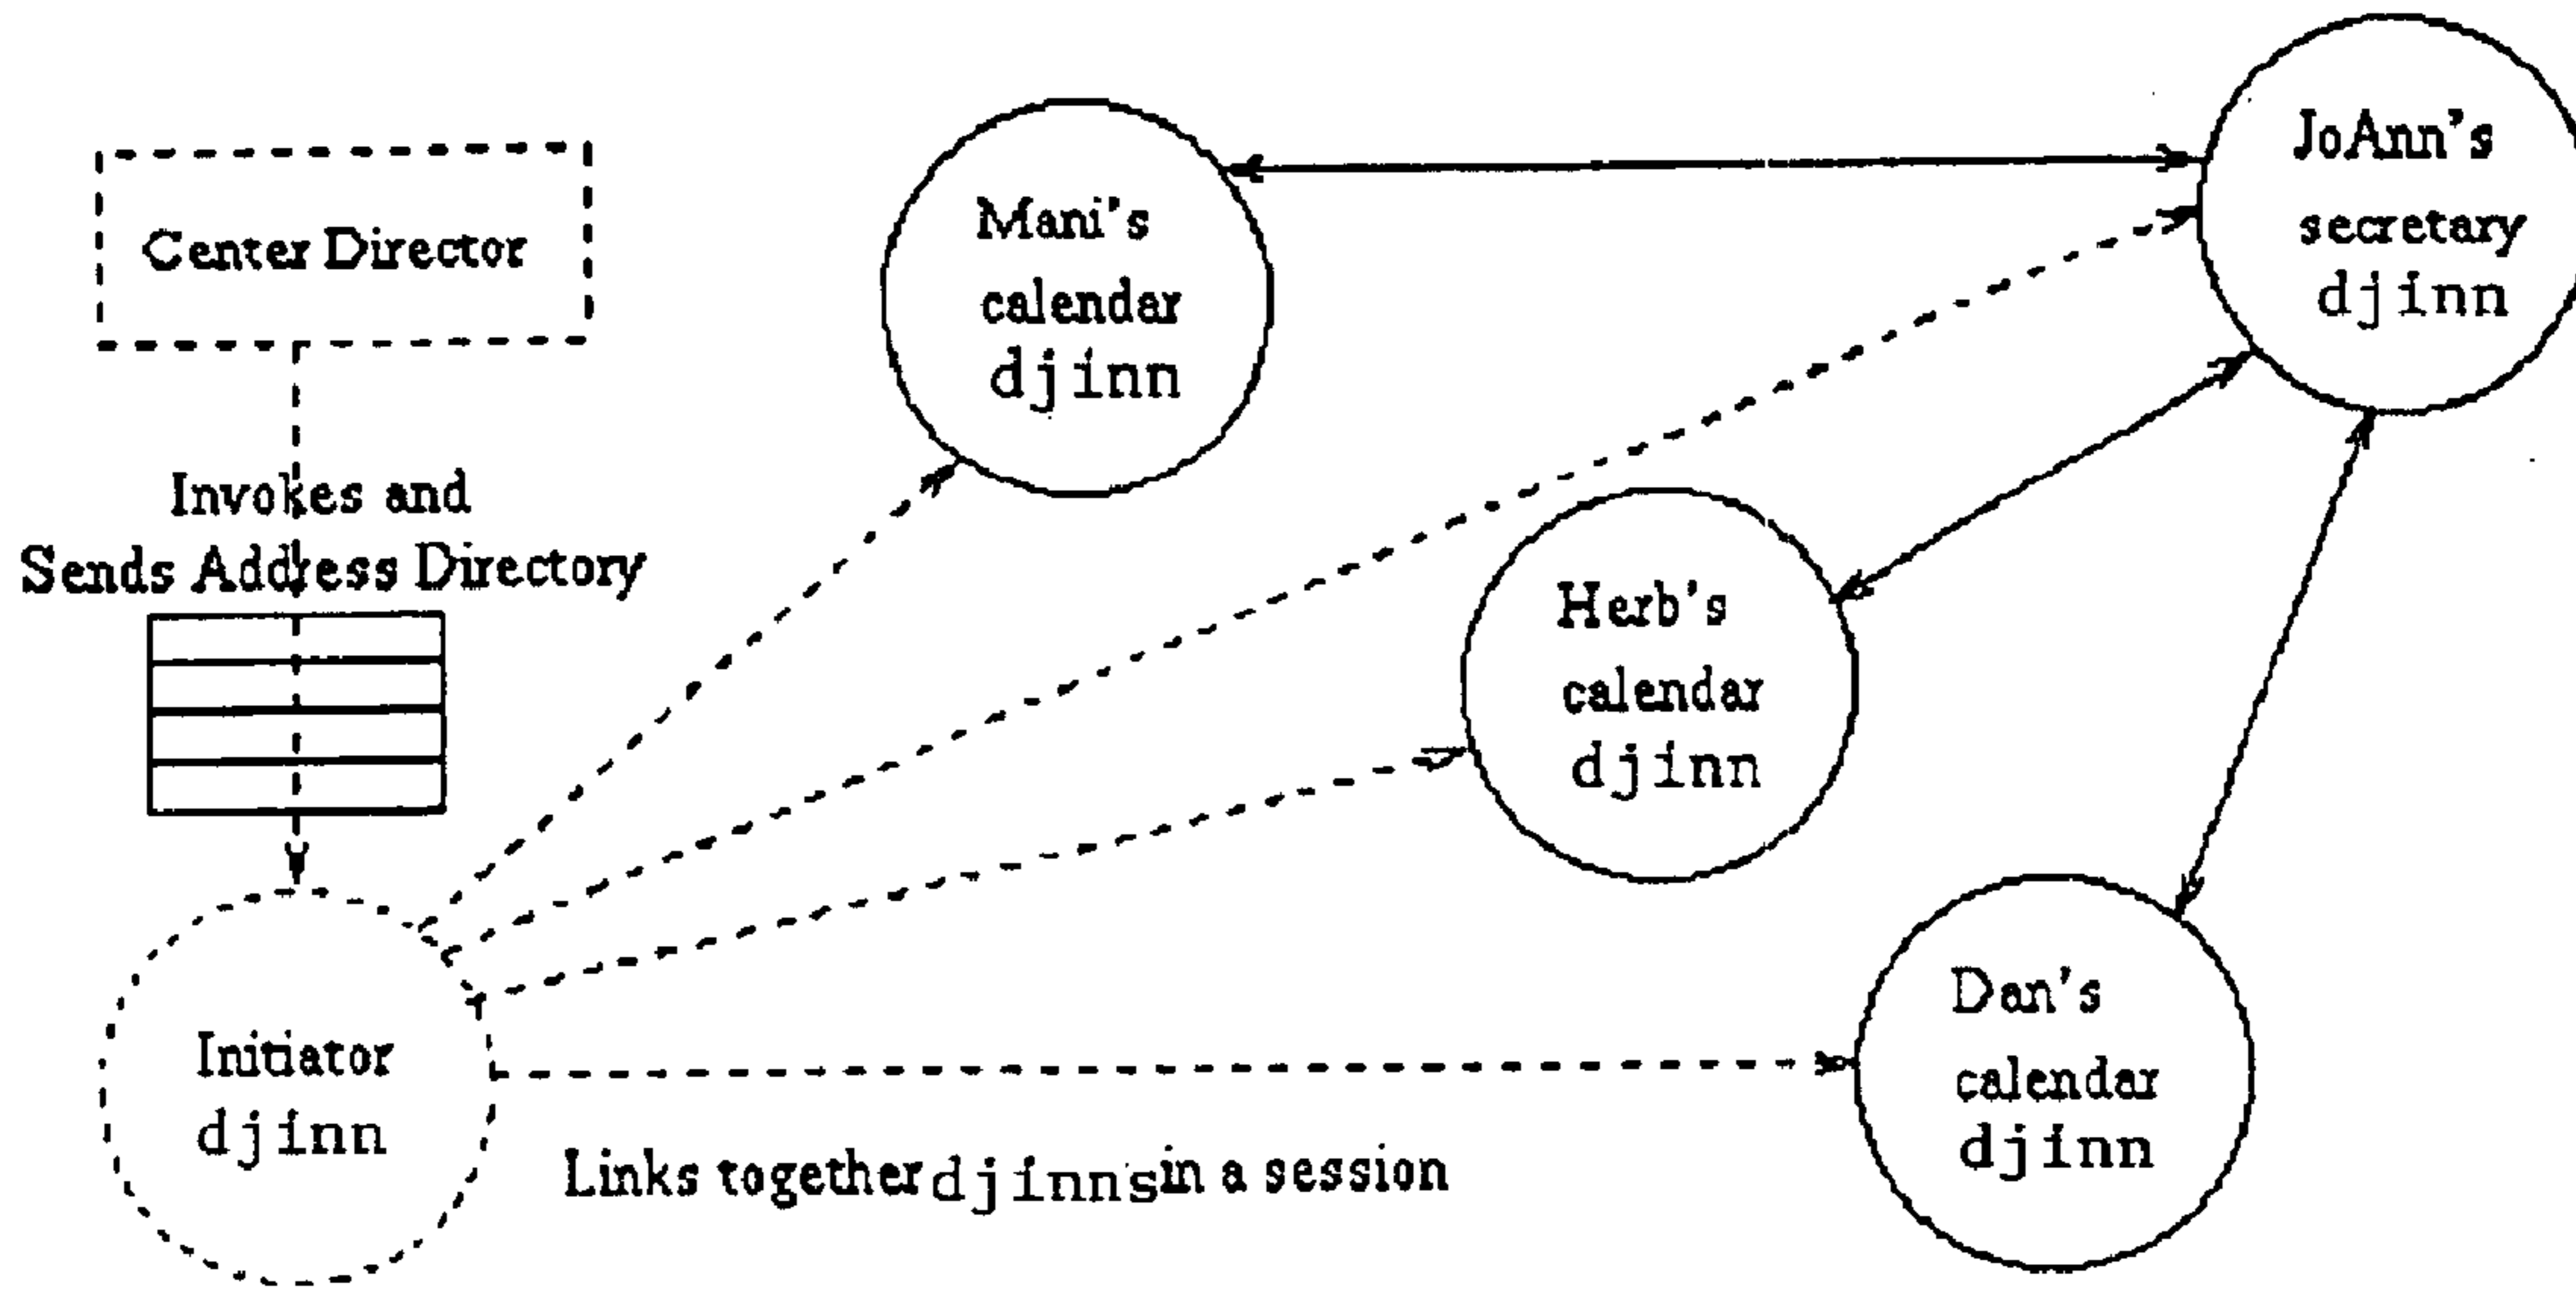 Center Director
Invokes and
Sends Address Directory
Initiator
djinn
Mani's
calendar
djinn
JoAnn's
secretary
djinn
Herb's
calendar
djinn
Dan's
calendar
djinn
Links together djinns in a session